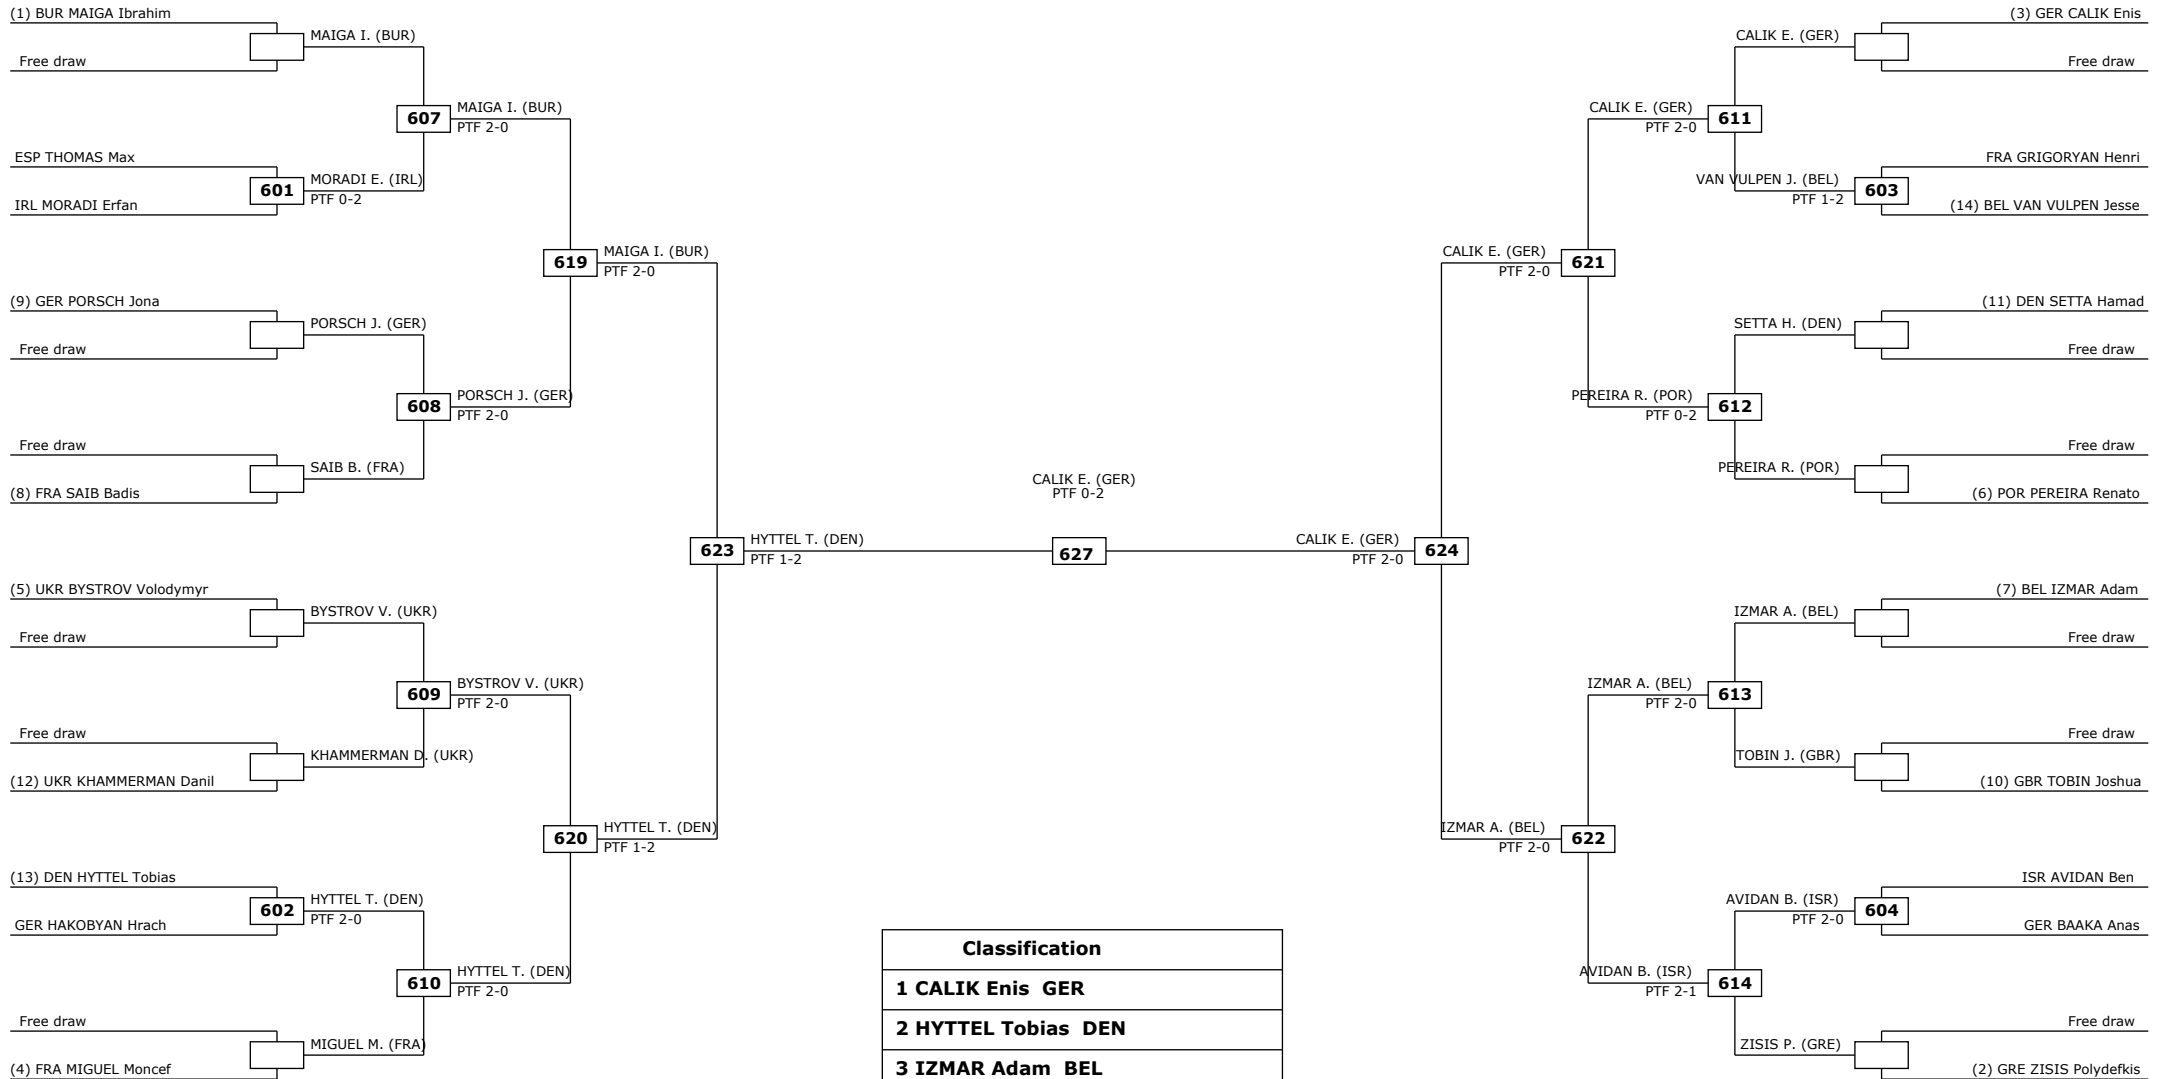 (1) BUR MAIGA Ibrahim
Free draw
MAIGA I. (BUR)
607
MAIGA I. (BUR)
PTF 2-0
ESP THOMAS Max
IRL MORADI Erfan
601
MORADI E. (IRL)
PTF 0-2
619
MAIGA I. (BUR)
PTF 2-0
(9) GER PORSCH Jona
Free draw
PORSCH J. (GER)
608
PORSCH J. (GER)
PTF 2-0
Free draw
(8) FRA SAIB Badis
SAIB B. (FRA)
623
HYTTEL T. (DEN)
PTF 1-2
(5) UKR BYSTROV Volodymyr
Free draw
BYSTROV V. (UKR)
609
BYSTROV V. (UKR)
PTF 2-0
Free draw
(12) UKR KHAMMERMAN Danil
KHAMMERMAN D. (UKR)
620
HYTTEL T. (DEN)
PTF 1-2
(13) DEN HYTTEL Tobias
GER HAKOBYAN Hrach
602
HYTTEL T. (DEN)
PTF 2-0
610
HYTTEL T. (DEN)
PTF 2-0
Free draw
(4) FRA MIGUEL Moncef
MIGUEL M. (FRA)
CALIK E. (GER)
PTF 0-2
627
(3) GER CALIK Enis
Free draw
CALIK E. (GER)
611
CALIK E. (GER)
PTF 2-0
FRA GRIGORYAN Henri
(14) BEL VAN VULPEN Jesse
603
VAN VULPEN J. (BEL)
PTF 1-2
621
CALIK E. (GER)
PTF 2-0
(11) DEN SETTA Hamad
Free draw
SETTA H. (DEN)
612
PEREIRA R. (POR)
PTF 0-2
Free draw
(6) POR PEREIRA Renato
PEREIRA R. (POR)
624
CALIK E. (GER)
PTF 2-0
(7) BEL IZMAR Adam
Free draw
IZMAR A. (BEL)
613
IZMAR A. (BEL)
PTF 2-0
Free draw
(10) GBR TOBIN Joshua
TOBIN J. (GBR)
622
IZMAR A. (BEL)
PTF 2-0
ISR AVIDAN Ben
GER BAAKA Anas
604
AVIDAN B. (ISR)
PTF 2-0
614
AVIDAN B. (ISR)
PTF 2-1
Free draw
(2) GRE ZISIS Polydefkis
ZISIS P. (GRE)
Classification
1 CALIK Enis GER
2 HYTTEL Tobias DEN
3 IZMAR Adam BEL